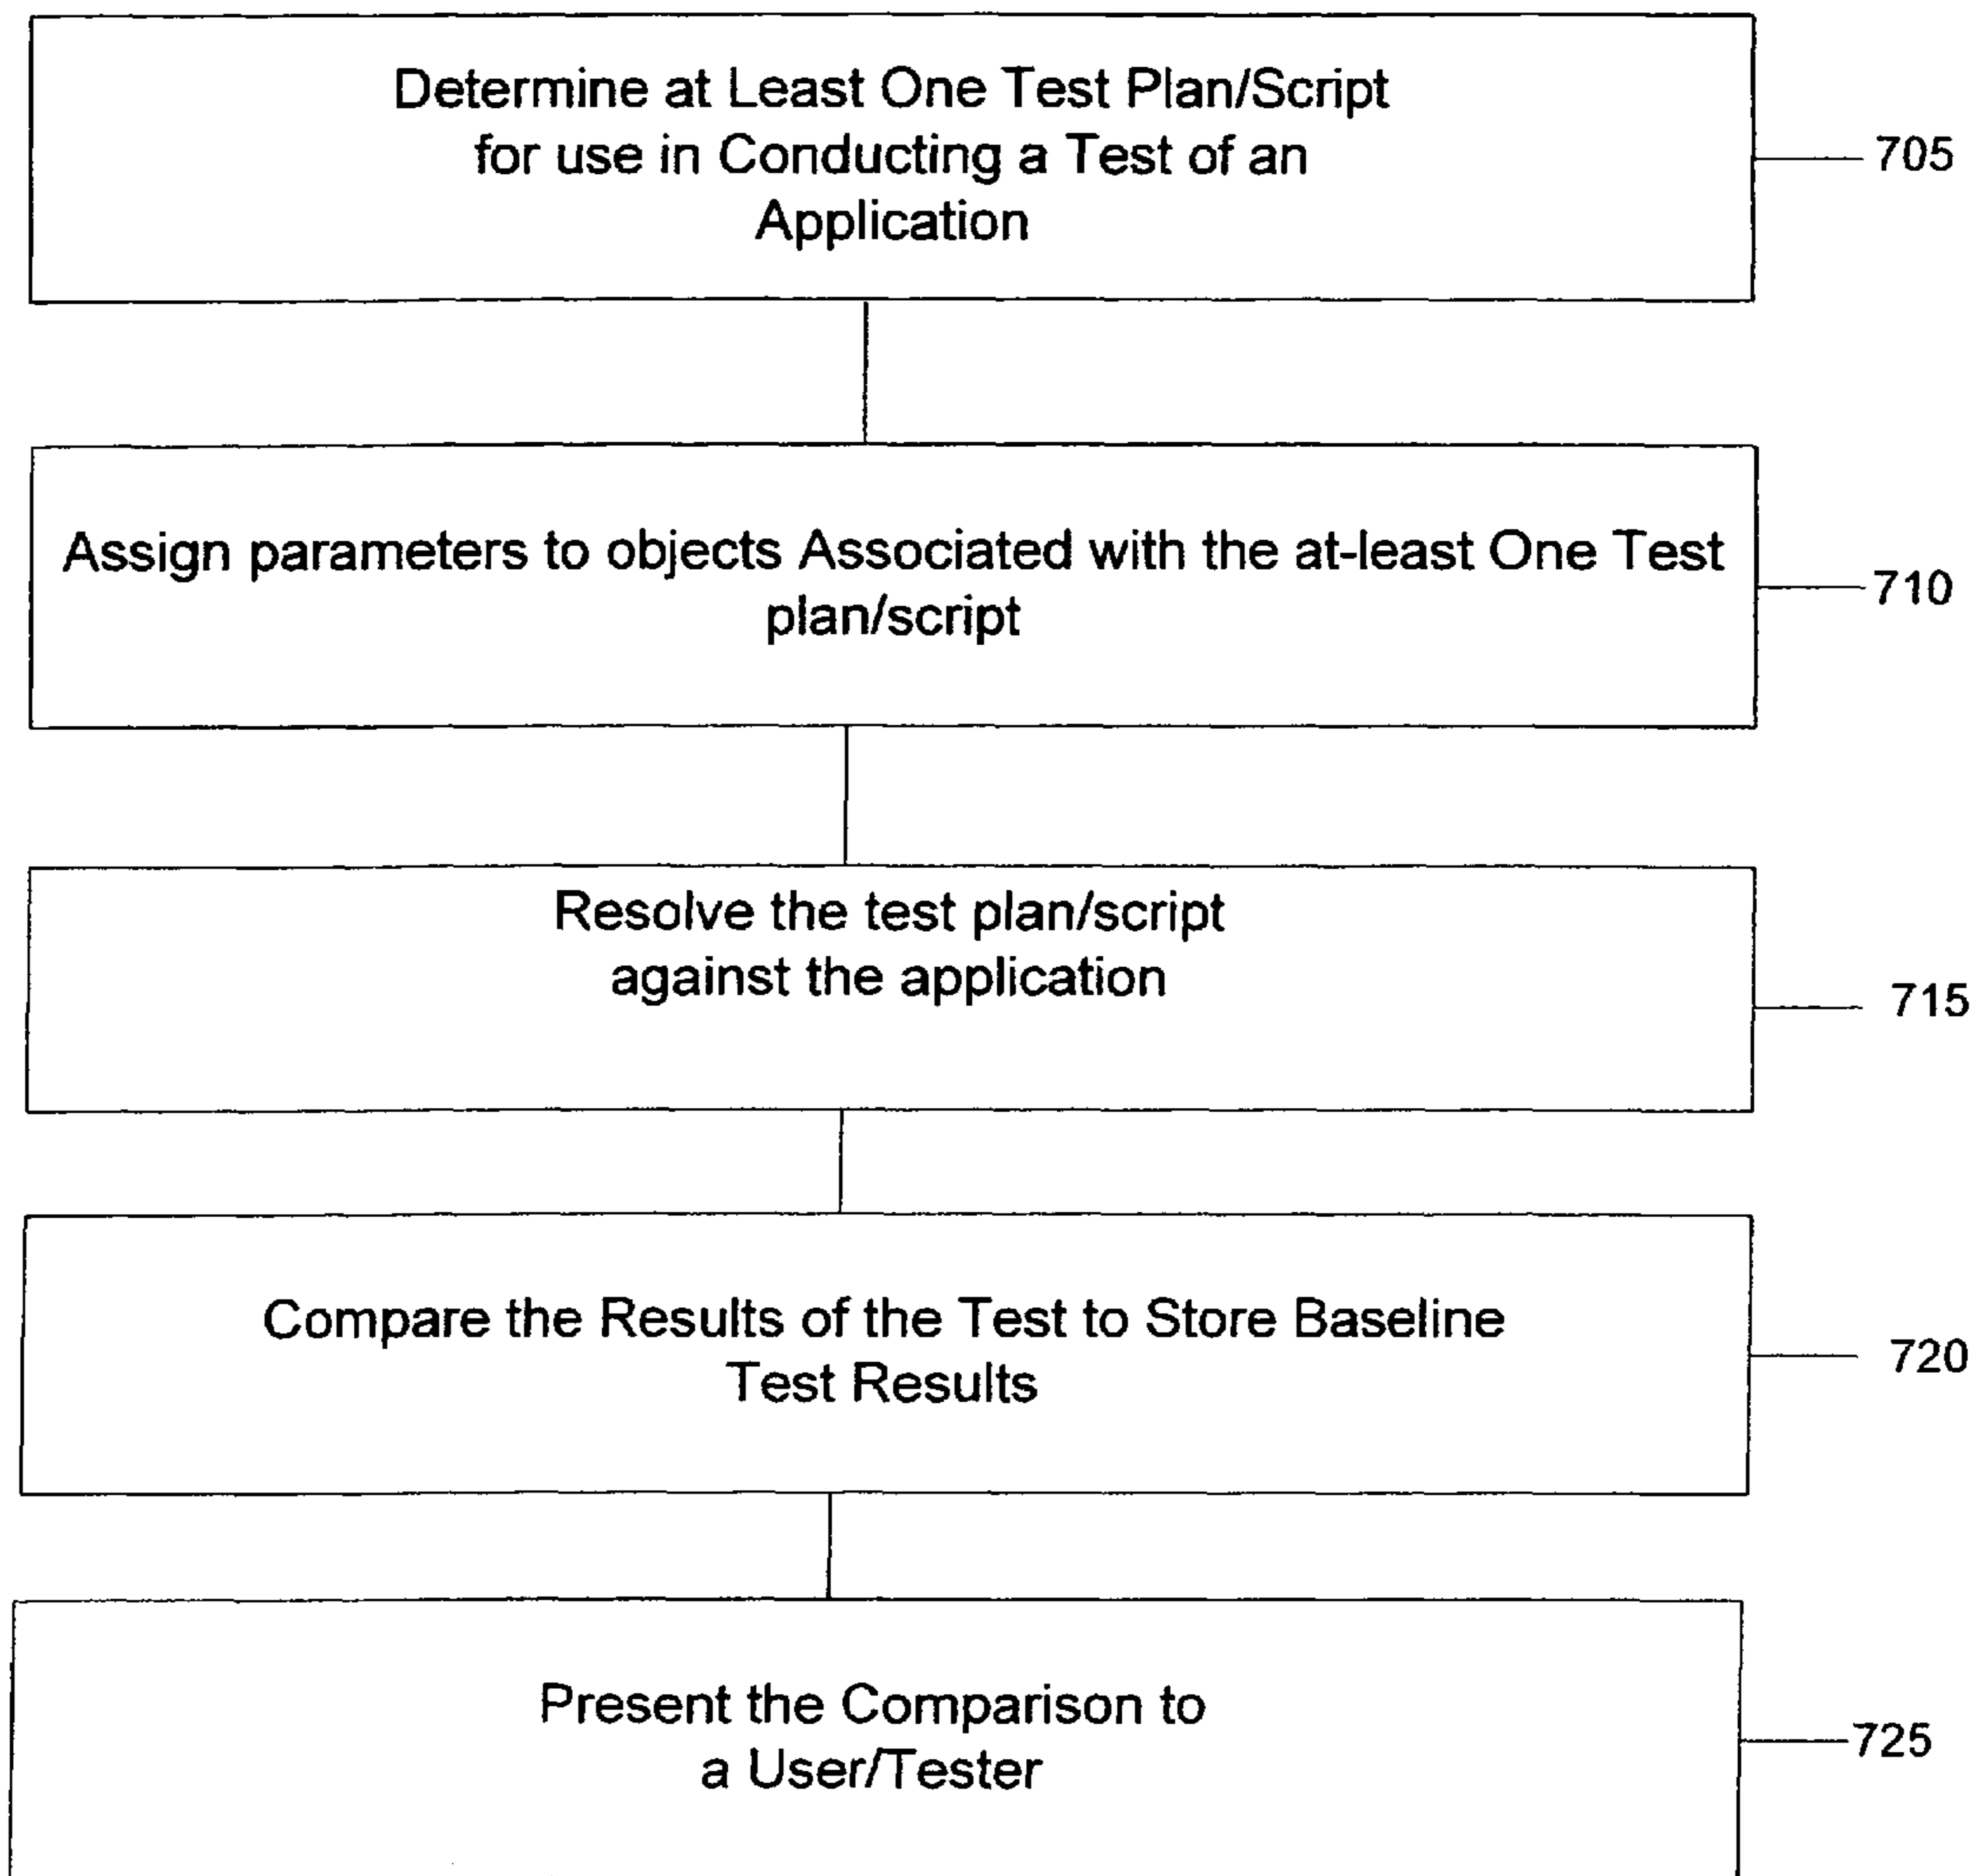 Determine at Least One Test Plan/Script
for use in Conducting a Test of an
Application
705
Assign parameters to objects Associated with the at-least One Test
plan/script
710
Resolve the test plan/script
against the application
715
Compare the Results of the Test to Store Baseline
Test Results
720
Present the Comparison to
a User/Tester
725